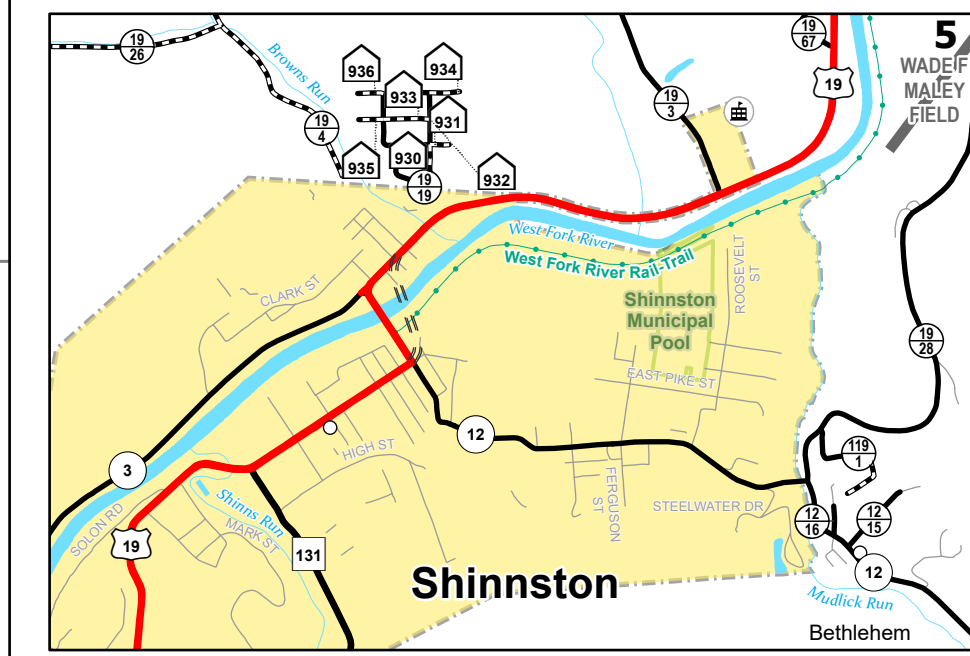 19
26
Browns Run
936
934
933
931
19
4
935
930
932
19
19
19
3
19
67
19
5
WADE F
MALEY
FIELD
West Fork River
West Fork River Rail-Trail
CLARK ST
ROOSEVELT
ST
Shinnston
Municipal
Pool
19
28
EAST PIKE ST
12
HIGH ST
3
119
1
FERGUSON
ST
STEELWATER DR
Shinns Run
SOLON RD
MARK ST
19
131
12
16
12
15
12
Shinnston
Mudlick Run
Bethlehem